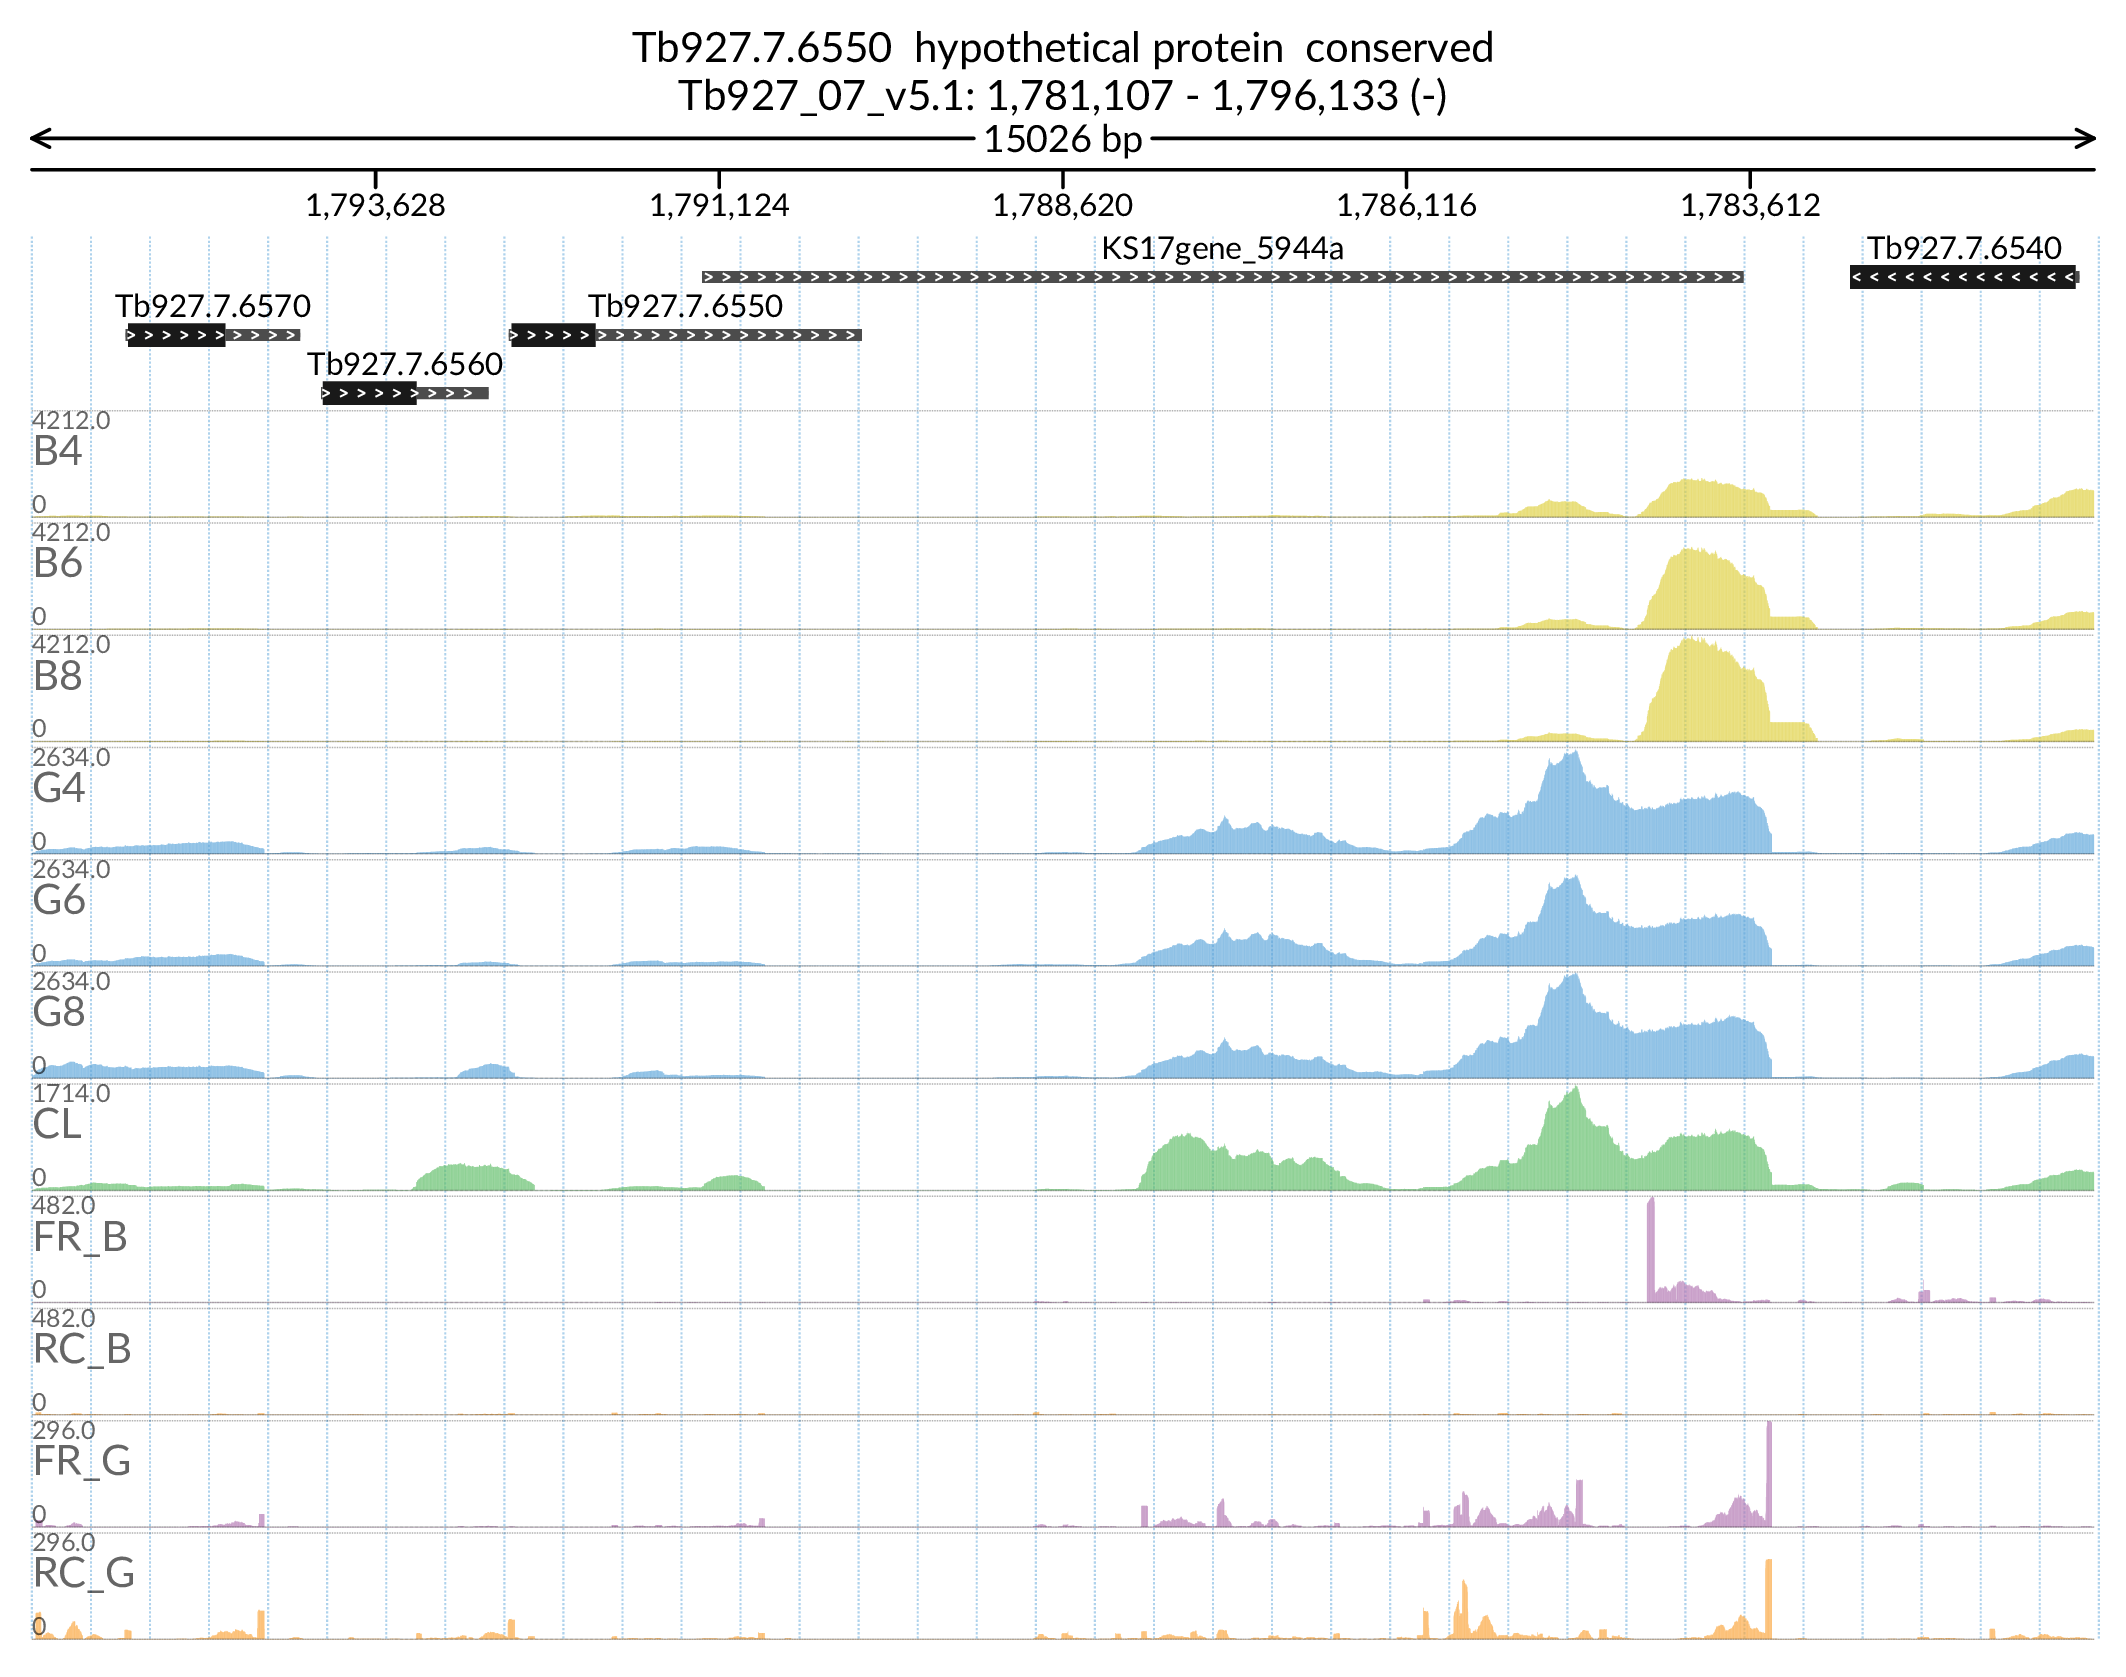 Tb927.7.6550  hypothetical protein  conserved
Tb927_07_v5.1: 1,781,107 - 1,796,133 (-)
15026 bp
1,793,628 1,791,124 1,788,620 1,786,116 1,783,612
KS17gene_5944a Tb927.7.6540
Tb927.7.6570 Tb927.7.6550
Tb927.7.6560
4212.0
B4
0
4212.0
B6
0
4212.0
B8
0
2634.0
G4
0
2634.0
G6
0
2634.0
G8
0
1714.0
CL
0
482.0
FR_B
0
482.0
RC_B
0
296.0
FR_G
0
296.0
RC_G
0